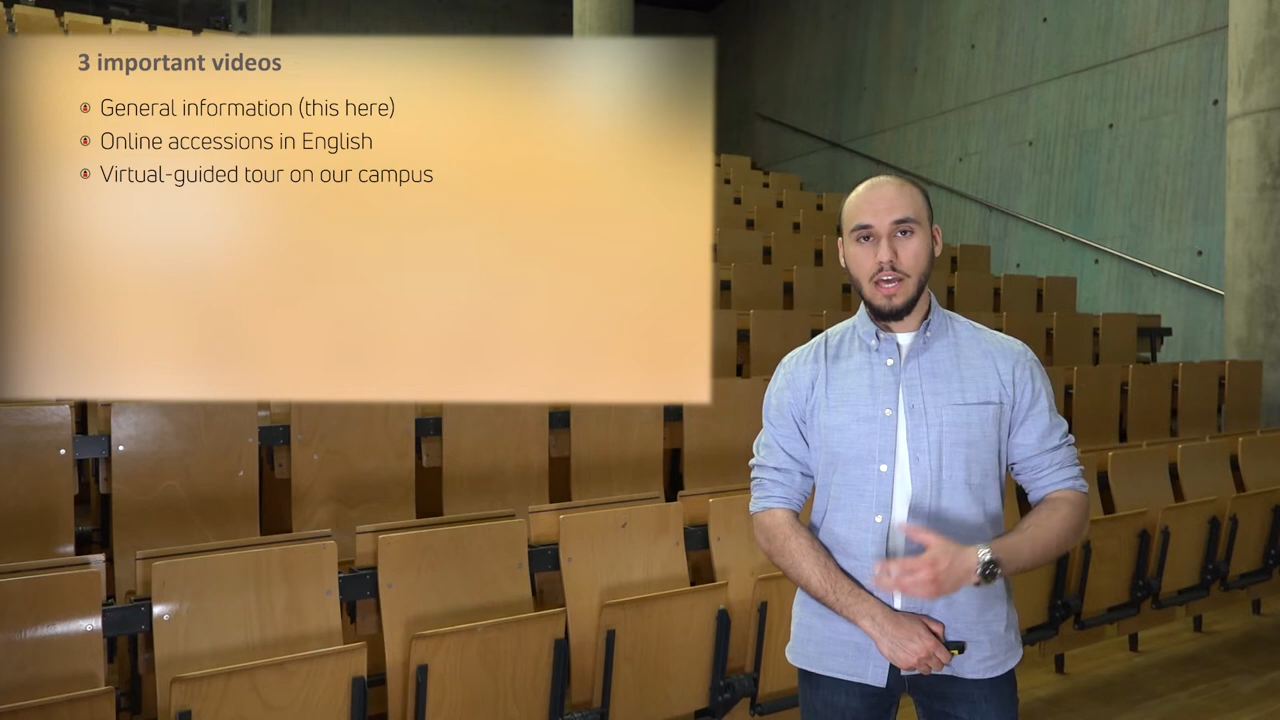 3 important videos
General information (this here)
Online accessions in English
Virtual-guided tour on our campus